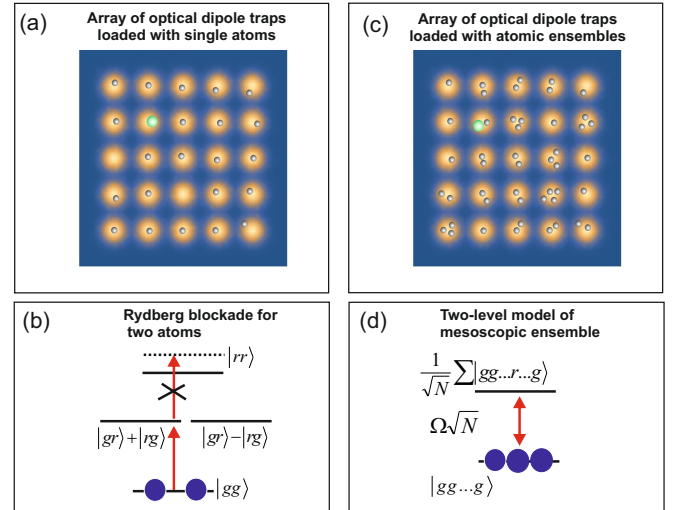 (a)
Array of optical dipole traps
loaded with single atoms
(c)
Array of optical dipole traps
loaded with atomic ensembles
(b)
Rydberg blockade for
two atoms
|rr⟩
|gr⟩+|rg⟩ |gr⟩−|rg⟩
|gg⟩
(d)
Two-level model of
mesoscopic ensemble
1/√N ∑|gg...r...g⟩
Ω√N
|gg...g⟩